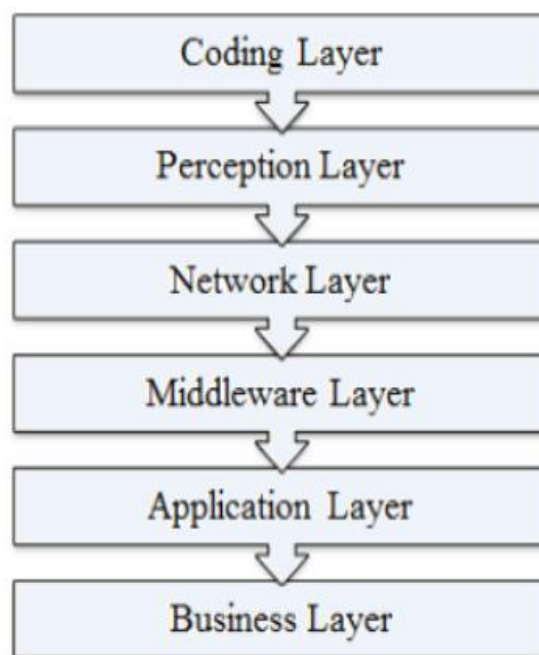 Coding Layer
Perception Layer
Network Layer
Middleware Layer
Application Layer
Business Layer